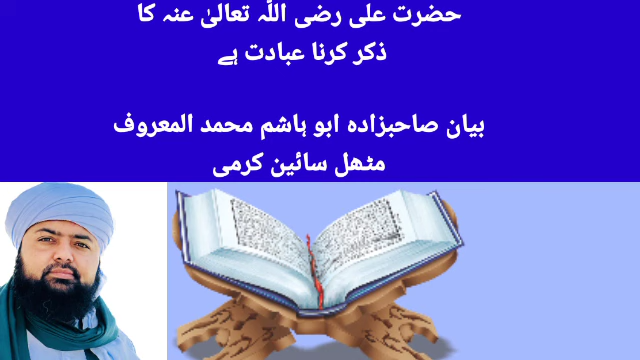 حضرت علی رضی اللّٰہ تعالیٰ عنہ کا
ذکر کرنا عبادت ہے
بیان صاحبزادہ ابو ہاشم محمد المعروف
مٹھل سائین کرمی